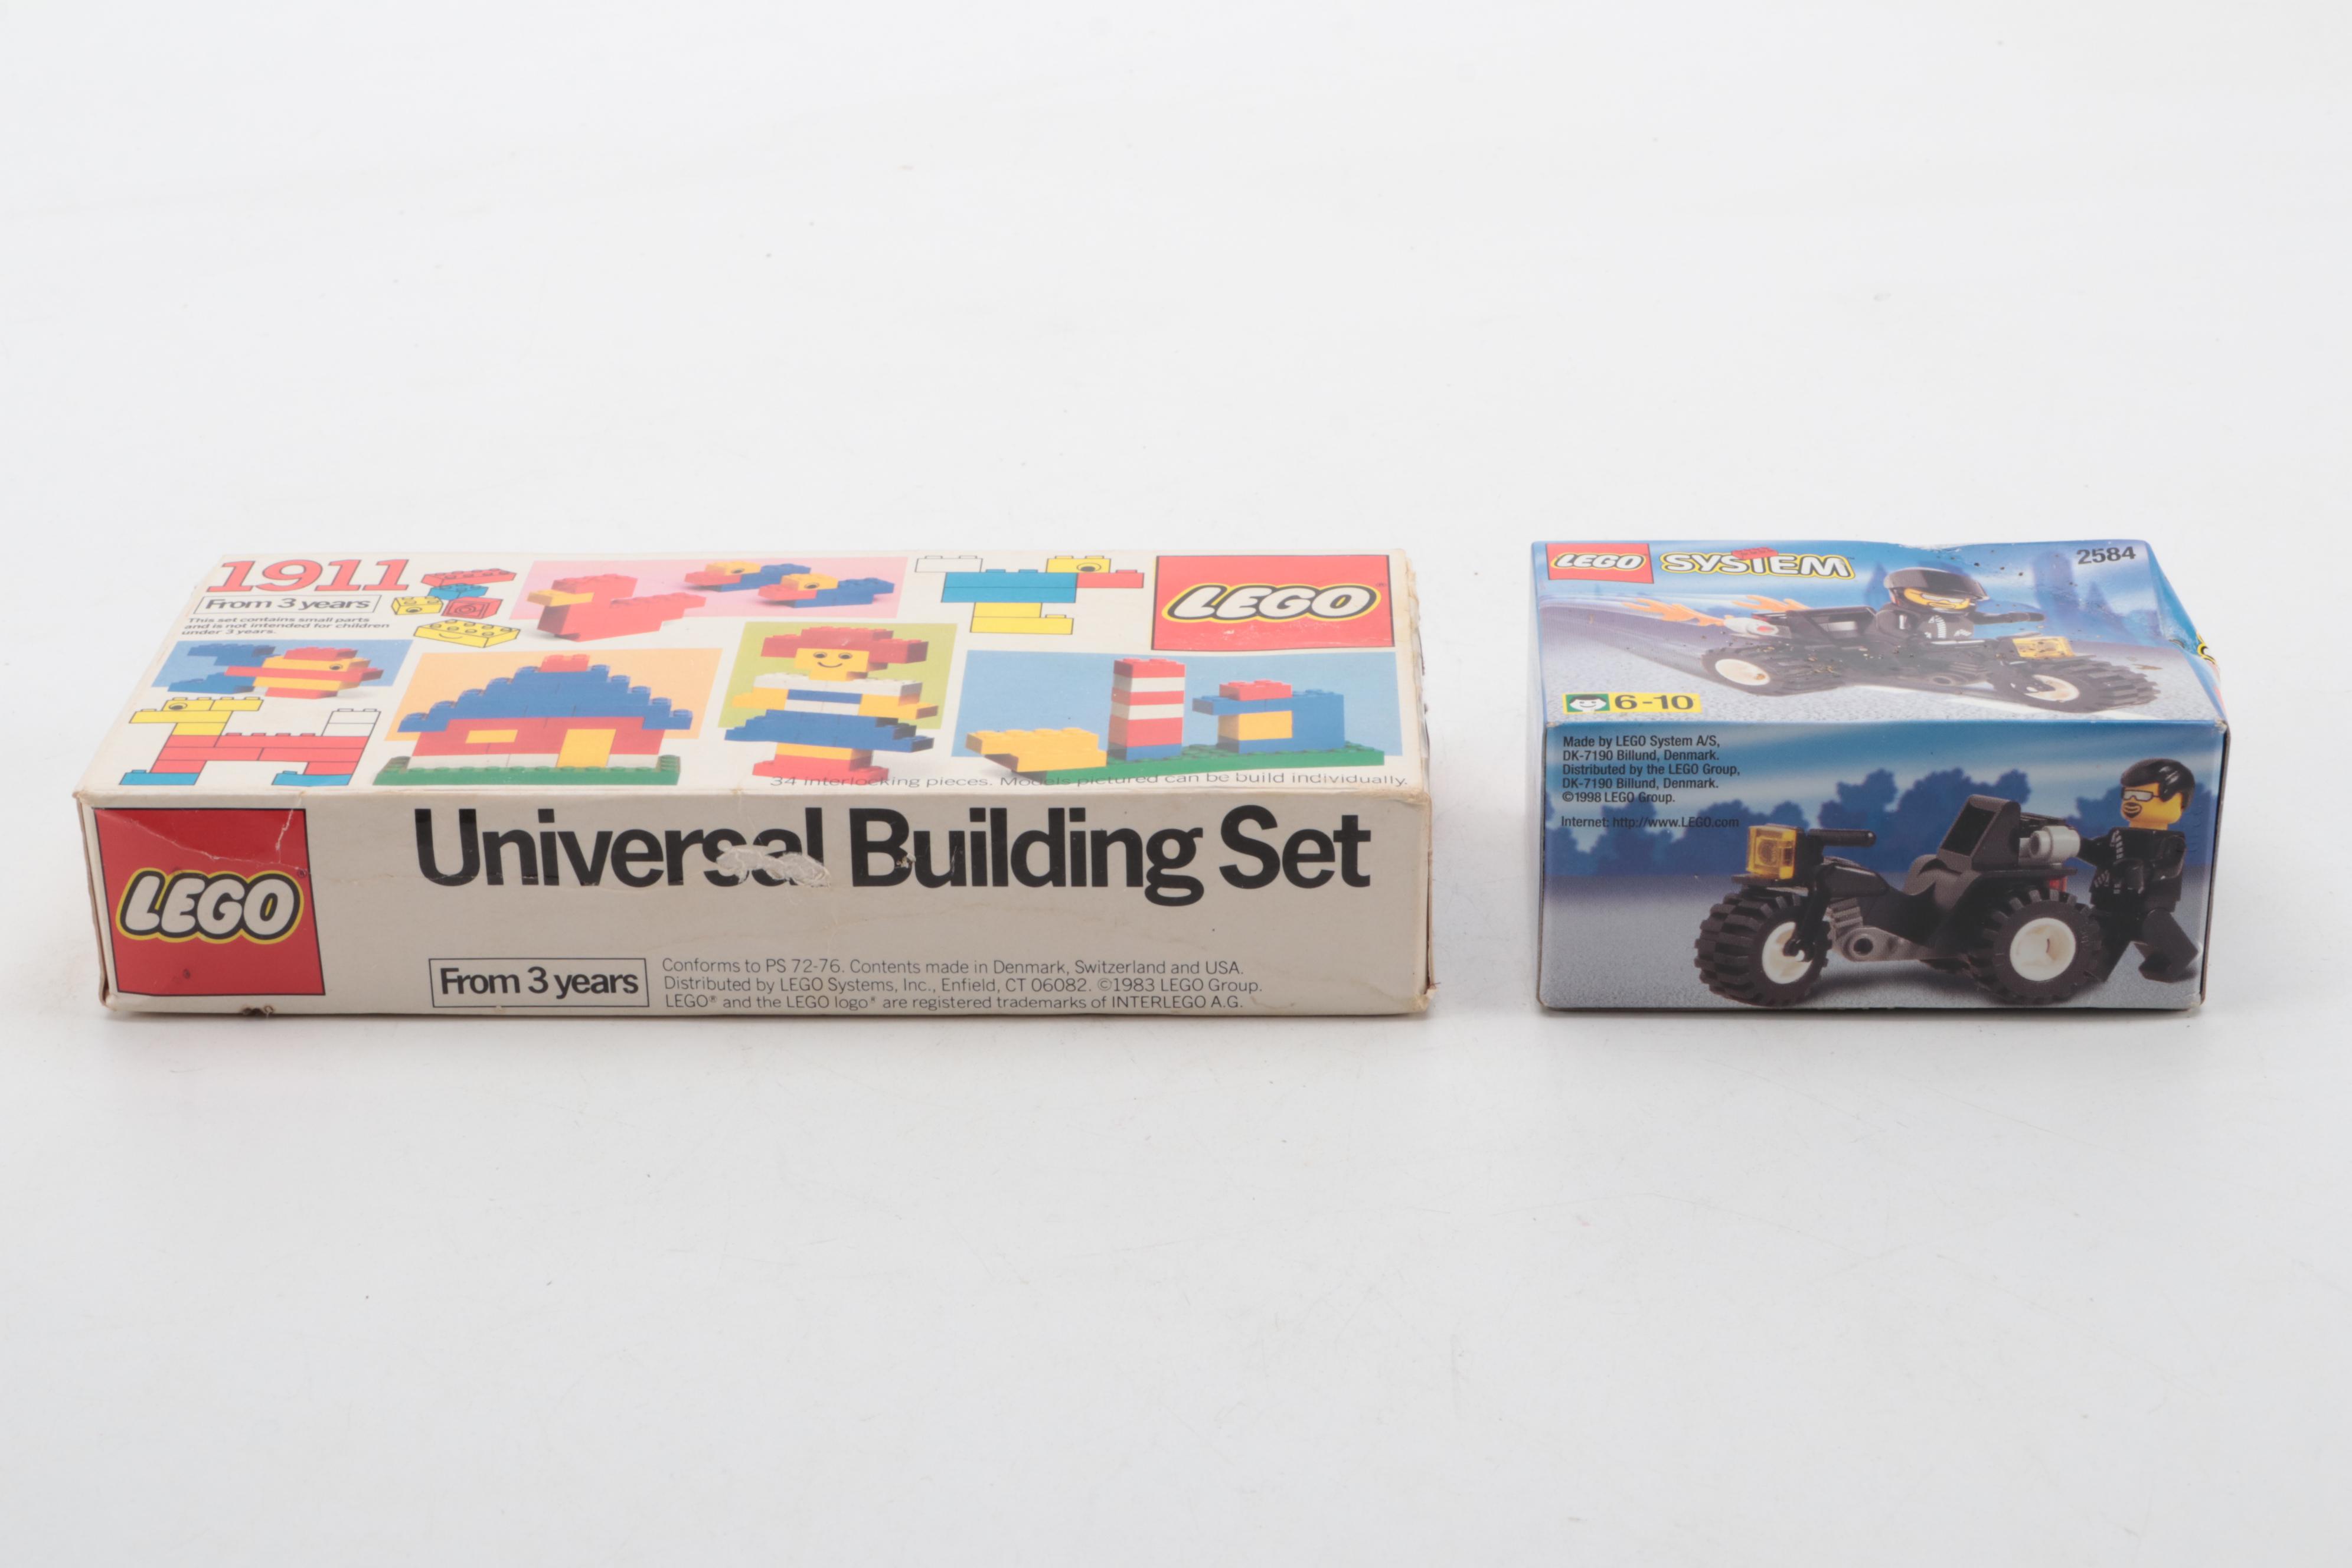 1911
From 3 years
This set contains small parts
and is not intended for children
under 3 years.
LEGO
34 interlocking pieces. Models pictured can be build individually.
LEGO
Universal Building Set
From 3 years
Conforms to PS 72-76. Contents made in Denmark, Switzerland and USA.
Distributed by LEGO Systems, Inc., Enfield, CT 06082. ©1983 LEGO Group.
LEGO® and the LEGO logo® are registered trademarks of INTERLEGO A.G.
LEGO SYSTEM™ 2584
6-10
Made by LEGO System A/S,
DK-7190 Billund, Denmark.
Distributed by the LEGO Group,
DK-7190 Billund, Denmark.
©1998 LEGO Group.
Internet: http://www.LEGO.com